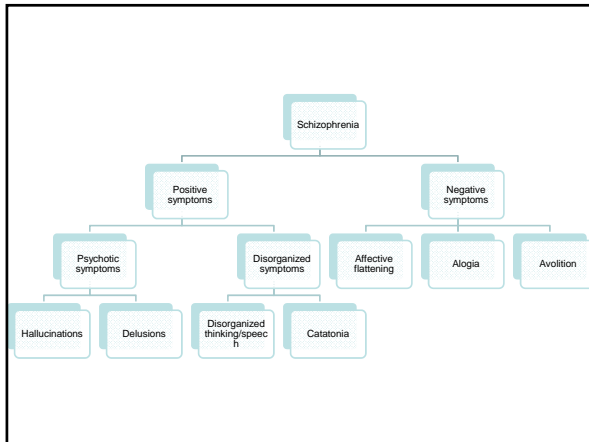 Schizophrenia
Positive
symptoms
Negative
symptoms
Psychotic
symptoms
Disorganized
symptoms
Affective
flattening
Alogia
Avolition
Hallucinations
Delusions
Disorganized
thinking/speec
h
Catatonia